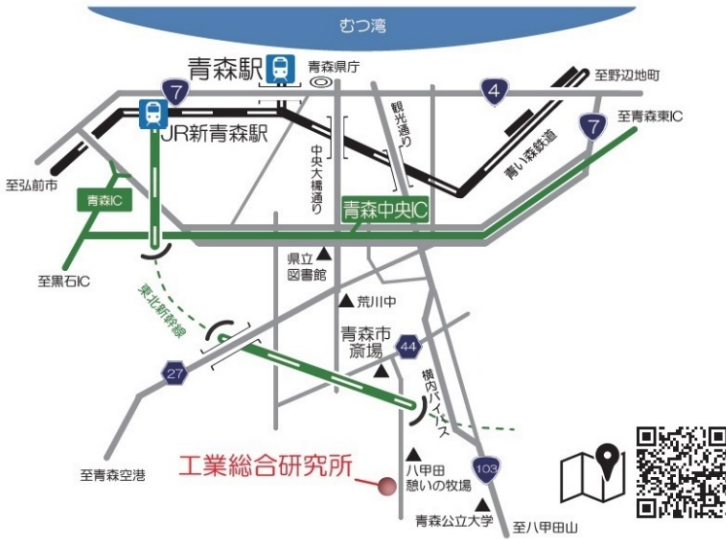 むつ湾
青森駅
青森県庁
7
4
至野辺地町
JR新青森駅
観光通り
7
至青森東IC
中央大橋通り
青い森鉄道
至弘前市
青森IC
青森中央IC
県立
図書館
至黒石IC
荒川中
東北新幹線
青森市
斎場
44
27
横内バイパス
工業総合研究所
八甲田
憩いの牧場
103
至青森空港
青森公立大学
至八甲田山